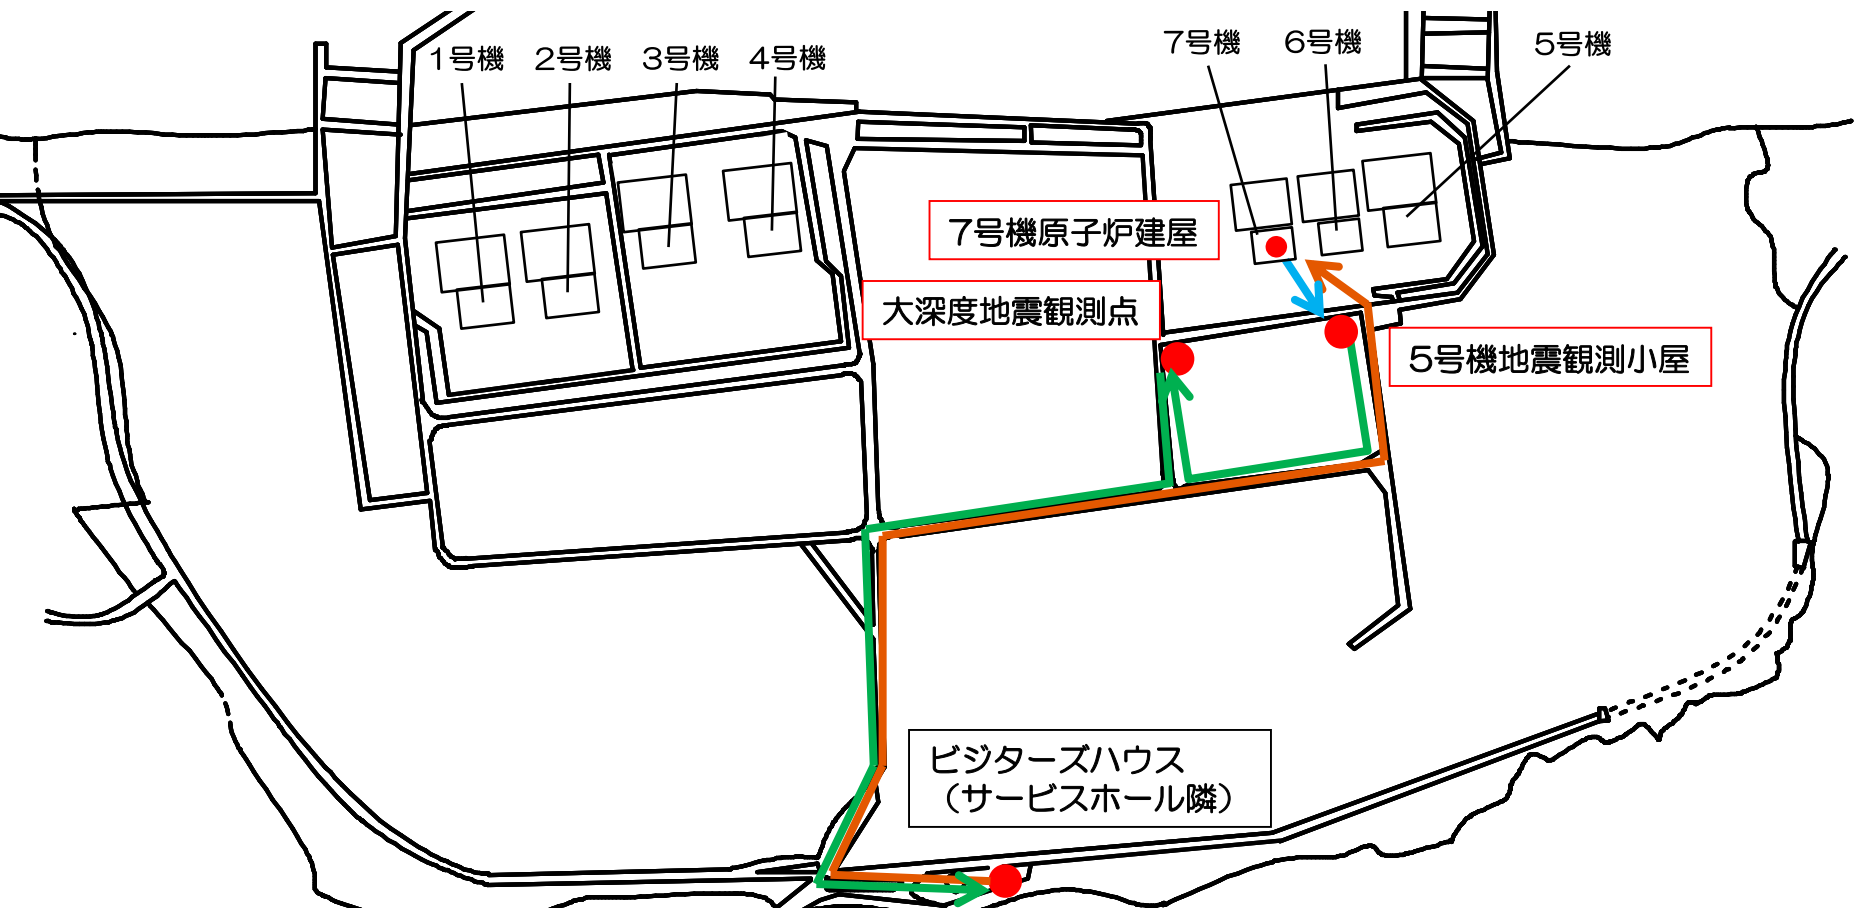 1号機
2号機
3号機
4号機
7号機
6号機
5号機
7号機原子炉建屋
大深度地震観測点
5号機地震観測小屋
ビジターズハウス
(サービスホール隣)